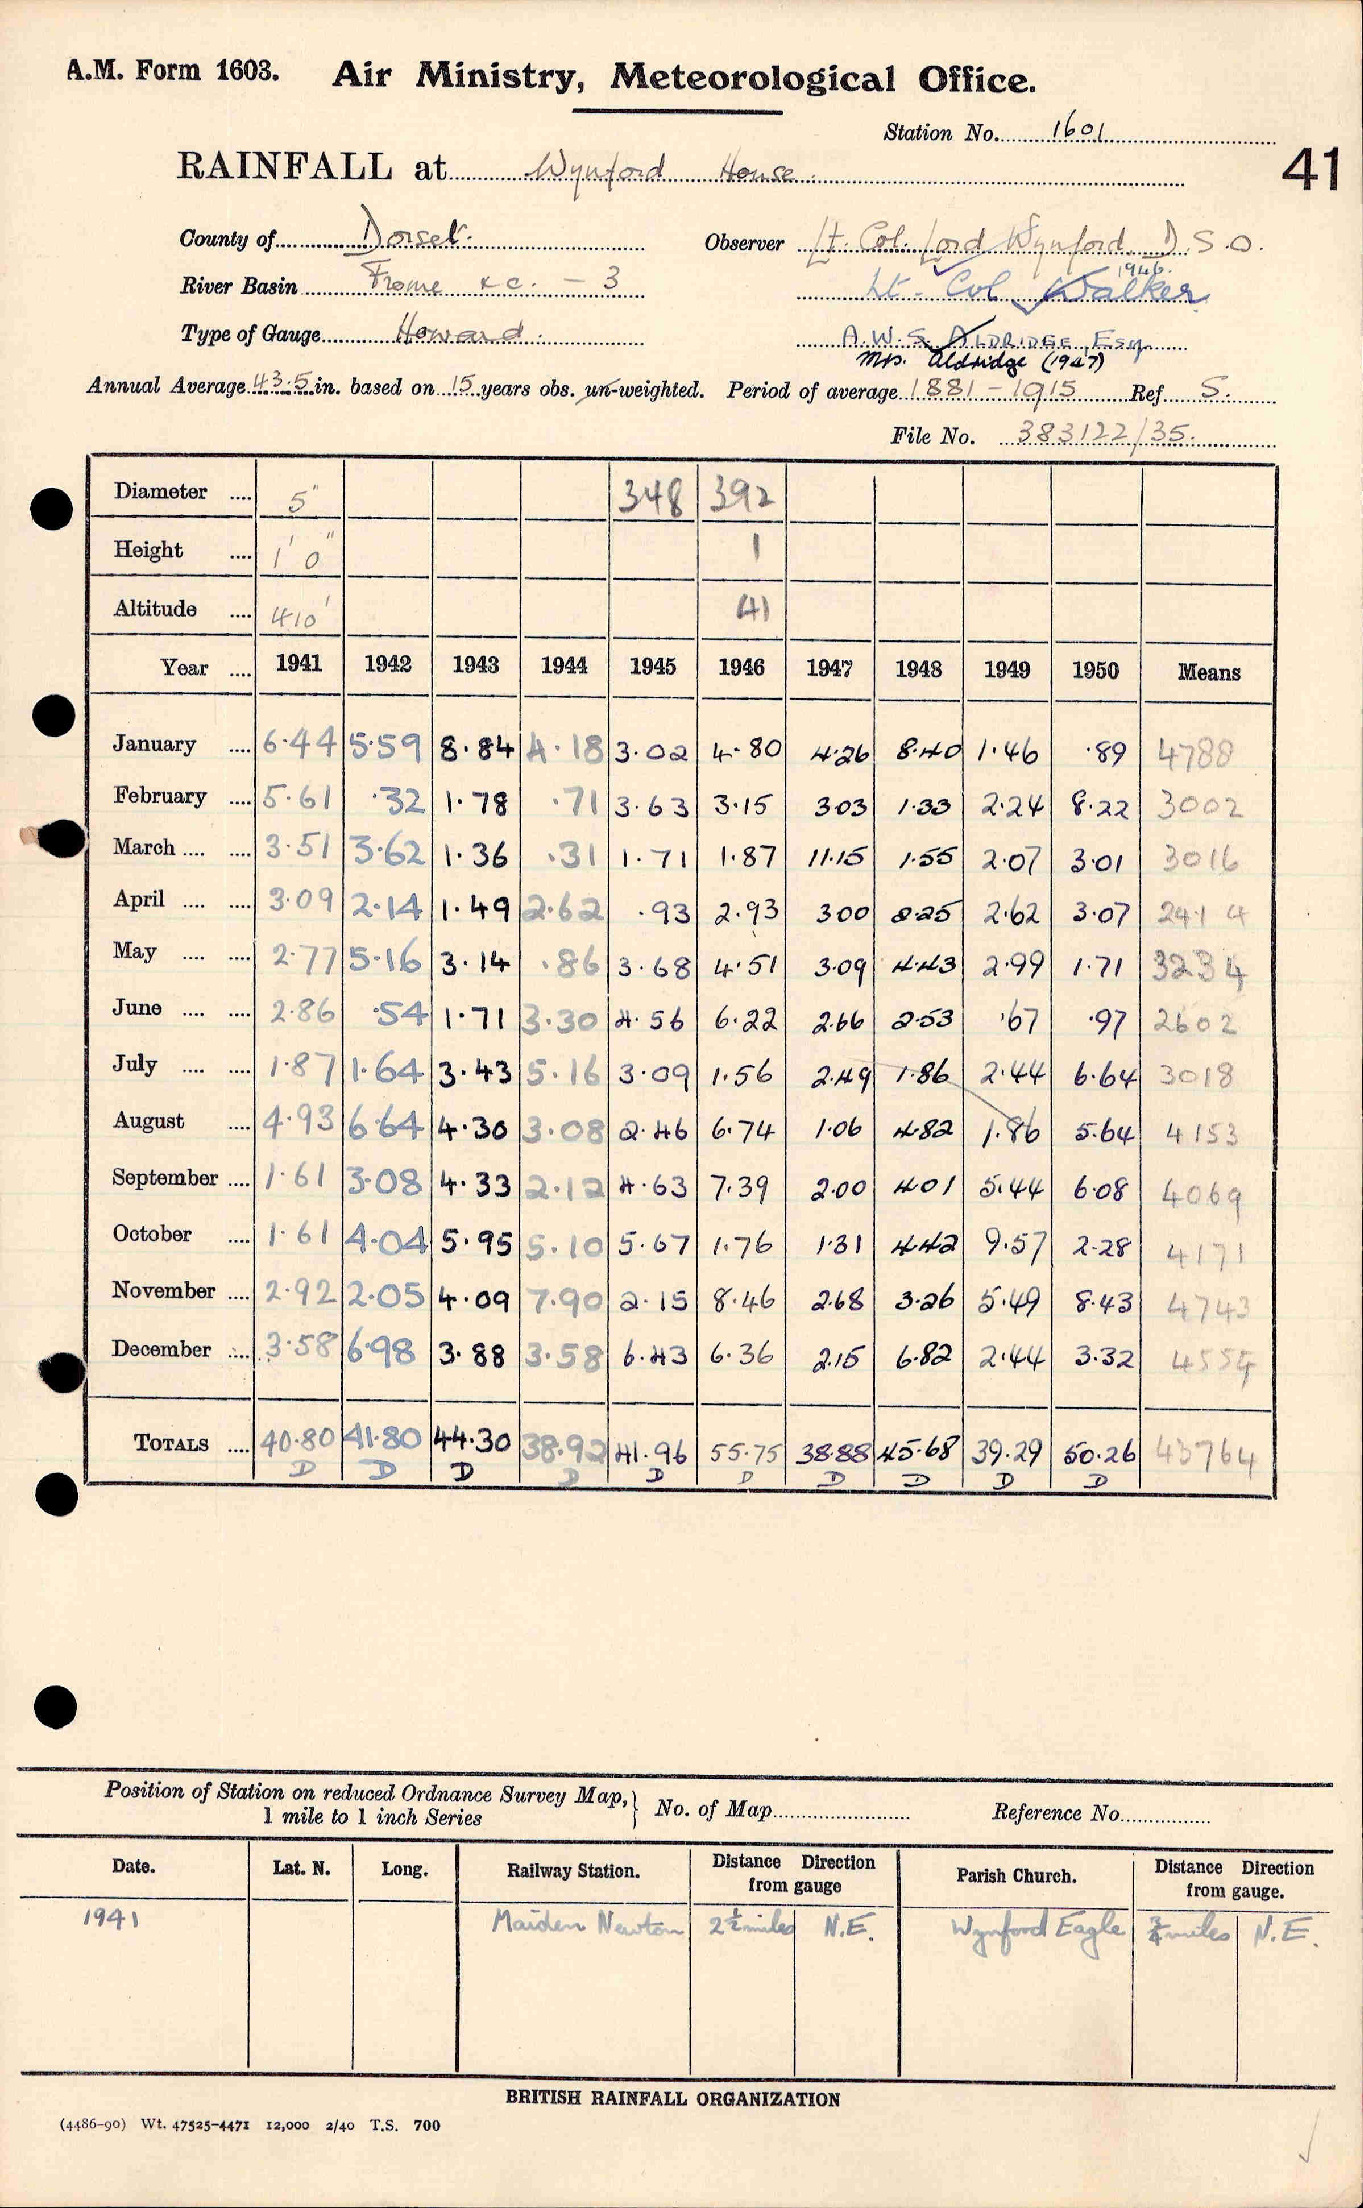 A.M. Form 1603. Air Ministry, Meteorological Office.
Station No. 1601
41
RAINFALL at Wynford House.
County of Dorset. Observer Lt. Col. Lord Wynford. D.S.O.
River Basin Frome &c. - 3 Lt-Col Walker 1946.
Type of Gauge Howard. A.W.S. ALDRIDGE, Esq.
Mrs. Aldridge (1947)
Annual Average 43.5 in. based on 15 years obs. un-weighted. Period of average 1881-1915 Ref. S.
File No. 383122/35.
Diameter .... 5" 348 392
Height .... 1' 0" 1
Altitude .... 410' 41
Year .... 1941 1942 1943 1944 1945 1946 1947 1948 1949 1950 Means
January .... 6.44 5.59 8.84 4.18 3.02 4.80 4.26 8.40 1.46 .89 4788
February .... 5.61 .32 1.78 .71 3.63 3.15 3.03 1.33 2.24 8.22 3002
March .... .... 3.51 3.62 1.36 .31 1.71 1.87 11.15 1.55 2.07 3.01 3016
April .... .... 3.09 2.14 1.49 2.62 .93 2.93 3.00 2.25 2.62 3.07 2414
May .... .... 2.77 5.16 3.14 .86 3.68 4.51 3.09 4.43 2.99 1.71 3234
June .... .... 2.86 .54 1.71 3.30 4.56 6.22 2.66 2.53 .67 .97 2602
July .... .... 1.87 1.64 3.43 5.16 3.09 1.56 2.49 1.86 2.44 6.64 3018
August .... 4.93 6.64 4.30 3.08 2.46 6.74 1.06 4.82 1.86 5.64 4153
September .... 1.61 3.08 4.33 2.12 4.63 7.39 2.00 4.01 5.44 6.08 4069
October .... 1.61 4.04 5.95 5.10 5.67 1.76 1.31 4.42 9.57 2.28 4171
November .... 2.92 2.05 4.09 7.90 2.15 8.46 2.68 3.26 5.49 8.43 4743
December .... 3.58 6.98 3.88 3.58 6.43 6.36 2.15 6.82 2.44 3.32 4554
TOTALS .... 40.80 41.80 44.30 38.92 41.96 55.75 38.88 45.68 39.29 50.26 43764
D D D D D D D D D D
Position of Station on reduced Ordnance Survey Map, 1 mile to 1 inch Series } No. of Map Reference No.
Date. Lat. N. Long. Railway Station. Distance Direction from gauge Parish Church. Distance Direction from gauge.
1941 Maiden Newton 2½ miles N.E. Wynford Eagle ¾ miles N.E.
BRITISH RAINFALL ORGANIZATION
(4486-90) Wt. 47525-4471 12,000 2/40 T.S. 700